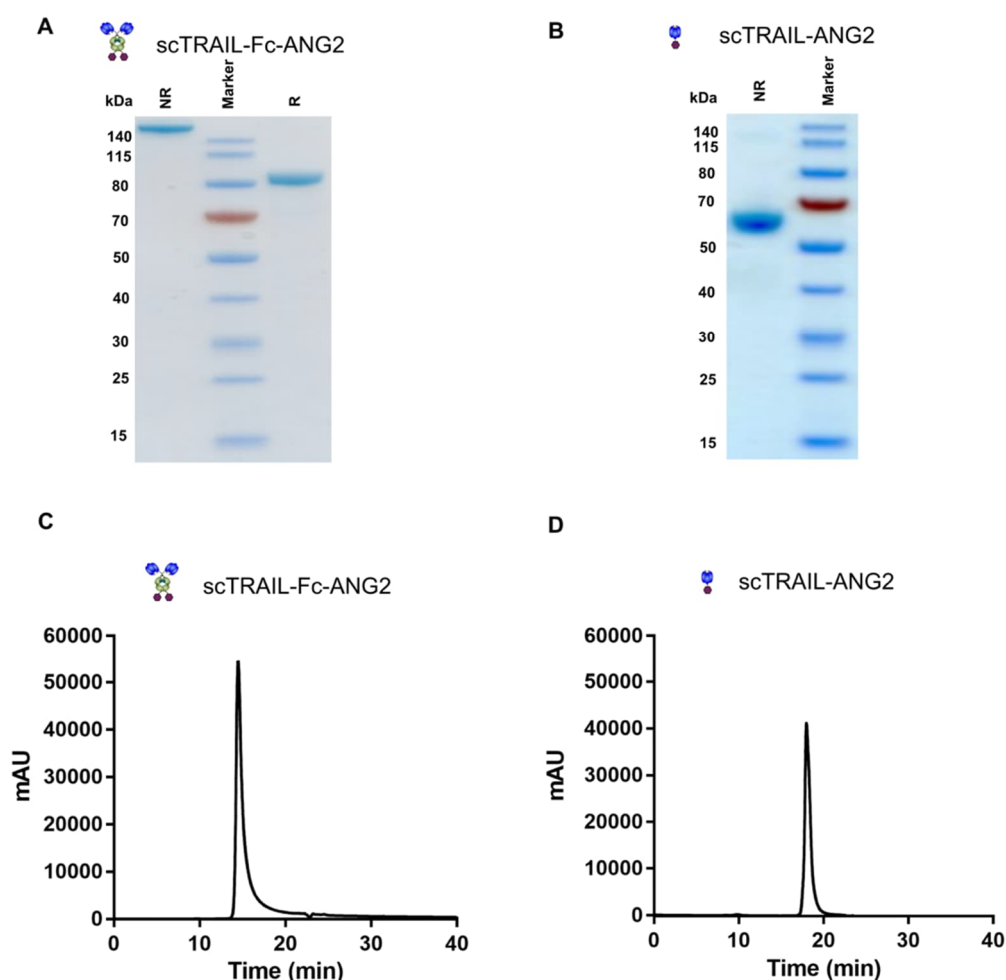 A
scTRAIL-Fc-ANG2
kDa
NR
Marker
R
140
115
80
70
50
40
30
25
15
B
scTRAIL-ANG2
kDa
NR
Marker
140
115
80
70
50
40
30
25
15
C
scTRAIL-Fc-ANG2
mAU
60000
50000
40000
30000
20000
10000
0
0 10 20 30 40
Time (min)
D
scTRAIL-ANG2
mAU
60000
50000
40000
30000
20000
10000
0
0 10 20 30 40
Time (min)